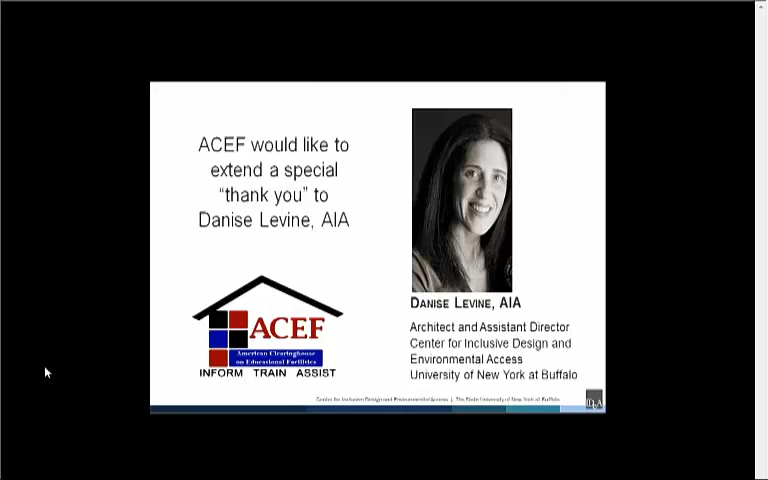 ACEF would like to
extend a special
“thank you” to
Danise Levine, AIA
ACEF
American Clearinghouse
on Educational Facilities
INFORM TRAIN ASSIST
DANISE LEVINE, AIA
Architect and Assistant Director
Center for Inclusive Design and
Environmental Access
University of New York at Buffalo
Center for Inclusive Design and Environmental Access | The State University of New York at Buffalo